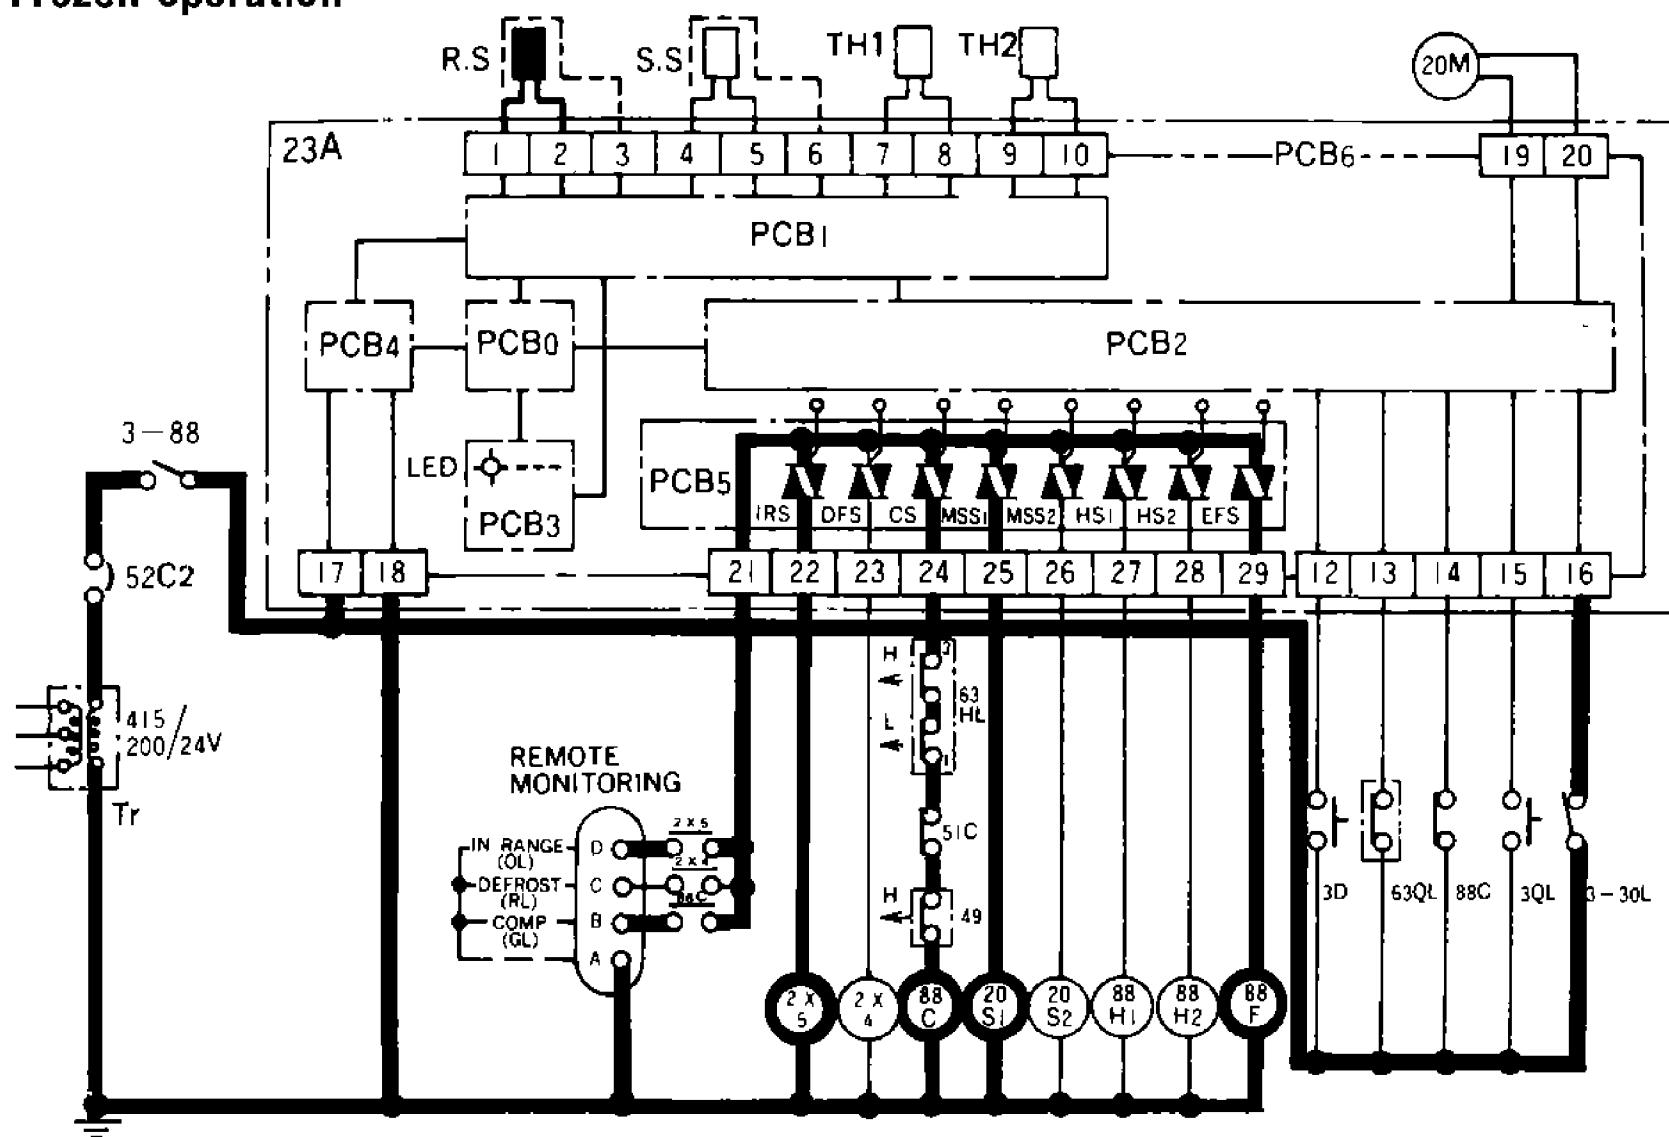 Frozen operation
R.S
S.S
TH1
TH2
20M
23A
1 2 3 4 5 6 7 8 9 10
PCB6
19 20
PCB1
PCB4
PCB0
PCB2
3-88
LED
PCB3
PCB5
IRS DFS CS MSS1 MSS2 HS1 HS2 EFS
52C2
17 18
21 22 23 24 25 26 27 28 29
12 13 14 15 16
H
3
63
HL
L
1
415
200/24V
Tr
REMOTE
MONITORING
IN RANGE
(OL)
D
2X5
DEFROST
(RL)
C
2X4
COMP
(GL)
B
A
51C
H
49
3D
63QL
88C
3QL
3-30L
2X
5
2X
4
88
C
20
S1
20
S2
88
H1
88
H2
88
F